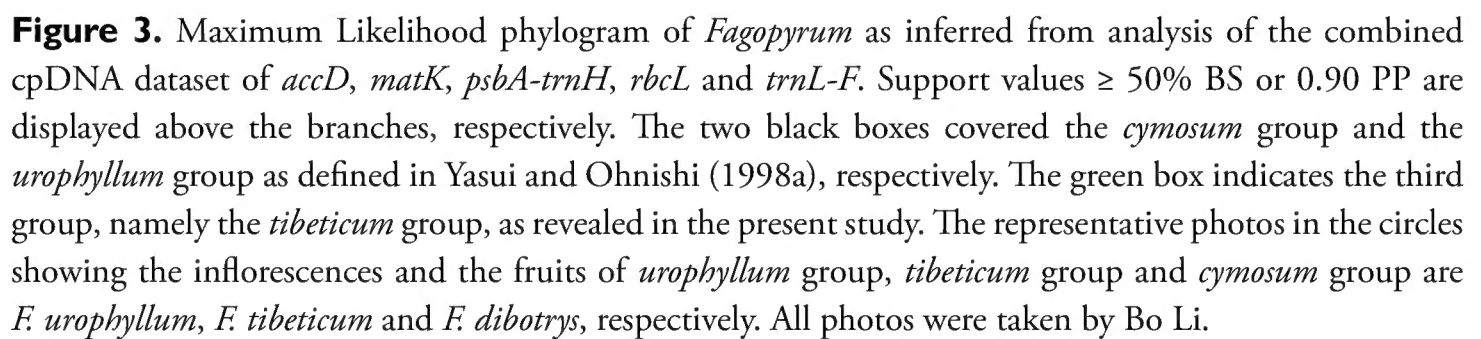 Figure 3. Maximum Likelihood phylogram of Fagopyrum as inferred from analysis of the combined
cpDNA dataset of accD, matK, psbA-trnH, rbcL and trnL-F. Support values ≥ 50% BS or 0.90 PP are
displayed above the branches, respectively. The two black boxes covered the cymosum group and the
urophyllum group as defined in Yasui and Ohnishi (1998a), respectively. The green box indicates the third
group, namely the tibeticum group, as revealed in the present study. The representative photos in the circles
showing the inflorescences and the fruits of urophyllum group, tibeticum group and cymosum group are
F. urophyllum, F. tibeticum and F. dibotrys, respectively. All photos were taken by Bo Li.